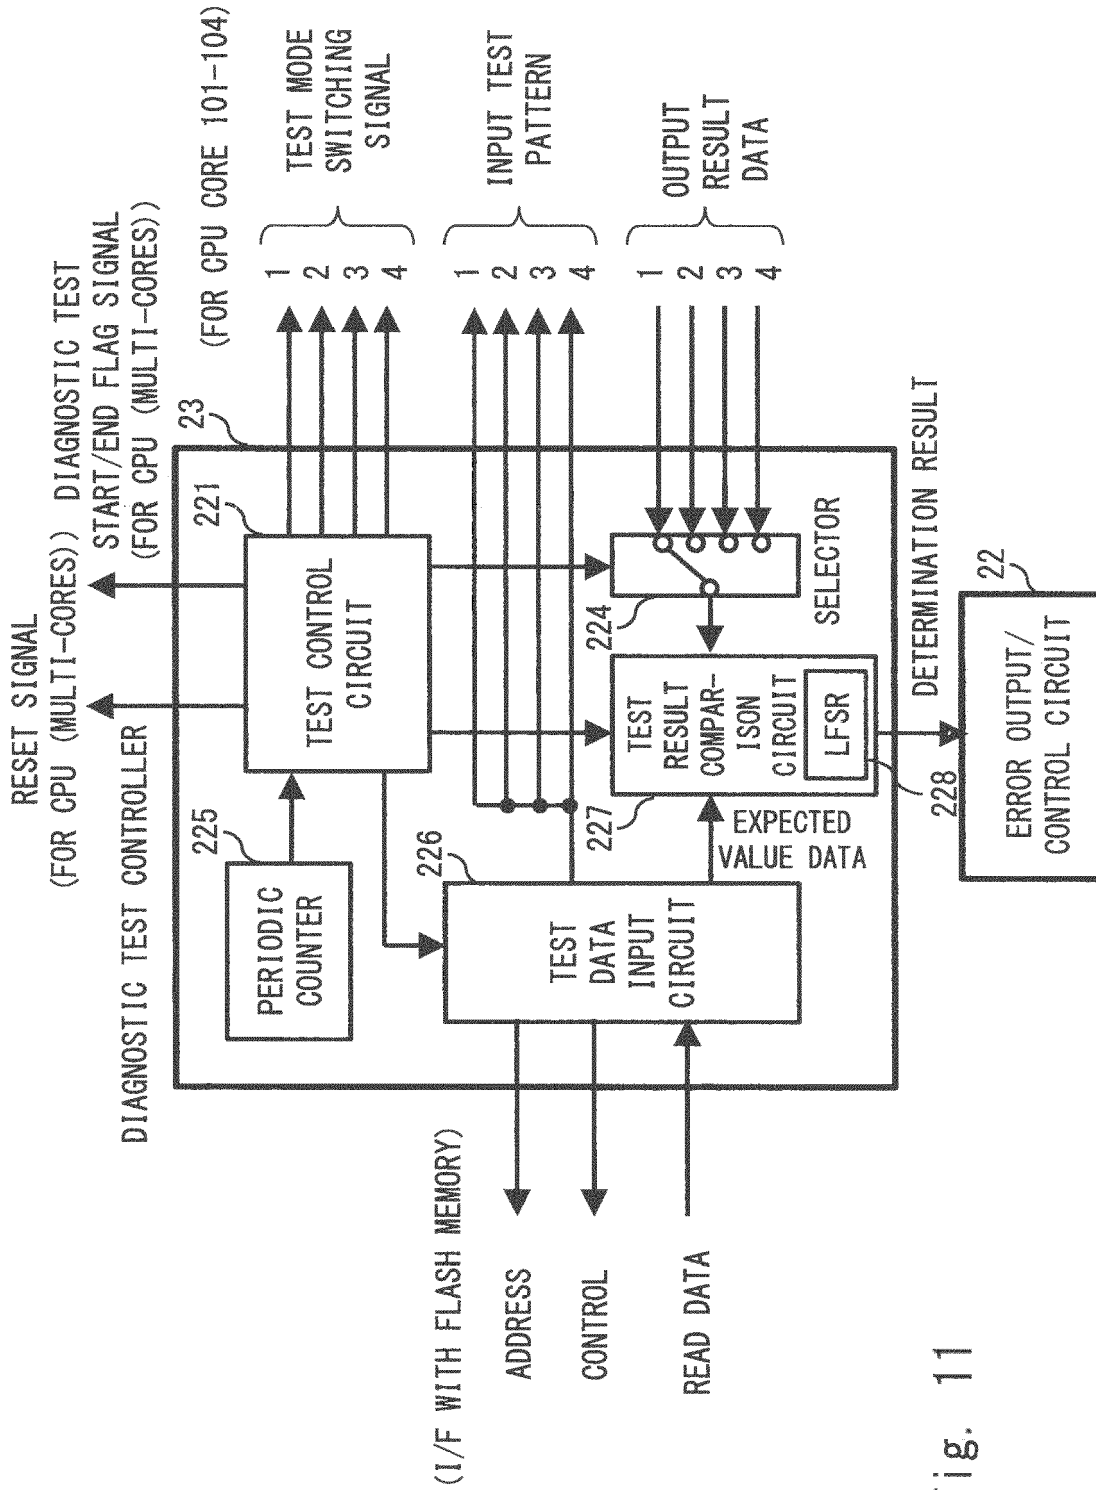 RESET SIGNAL
(FOR CPU (MULTI-CORES))
DIAGNOSTIC TEST
START/END FLAG SIGNAL
(FOR CPU (MULTI-CORES))
(FOR CPU CORE 101-104)
DIAGNOSTIC TEST CONTROLLER
23
225
PERIODIC
COUNTER
221
TEST CONTROL
CIRCUIT
1
2
3
4
TEST MODE
SWITCHING
SIGNAL
(I/F WITH FLASH MEMORY)
ADDRESS
CONTROL
READ DATA
226
TEST
DATA
INPUT
CIRCUIT
1
2
3
4
INPUT TEST
PATTERN
EXPECTED
VALUE DATA
227
TEST
RESULT
COMPAR-
ISON
CIRCUIT
LFSR
228
224
SELECTOR
1
2
3
4
OUTPUT
RESULT
DATA
DETERMINATION RESULT
22
ERROR OUTPUT/
CONTROL CIRCUIT
ig. 11